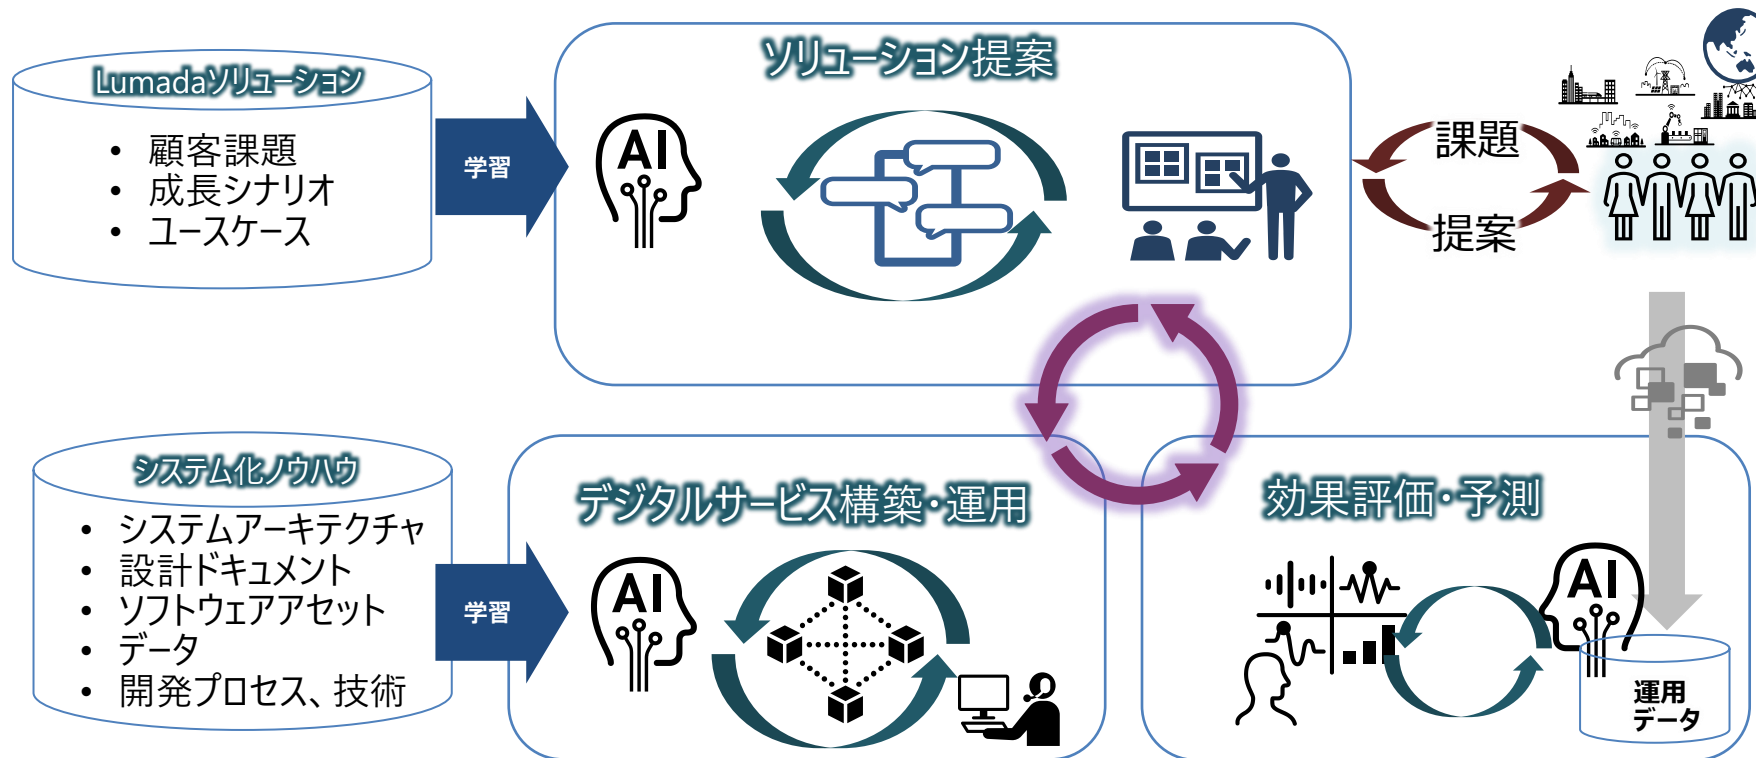 Lumadaソリューション
• 顧客課題
• 成長シナリオ
• ユースケース
学習
ソリューション提案
AI
課題
提案
システム化ノウハウ
• システムアーキテクチャ
• 設計ドキュメント
• ソフトウェアアセット
• データ
• 開発プロセス、技術
学習
デジタルサービス構築・運用
AI
効果評価・予測
AI
運用
データ